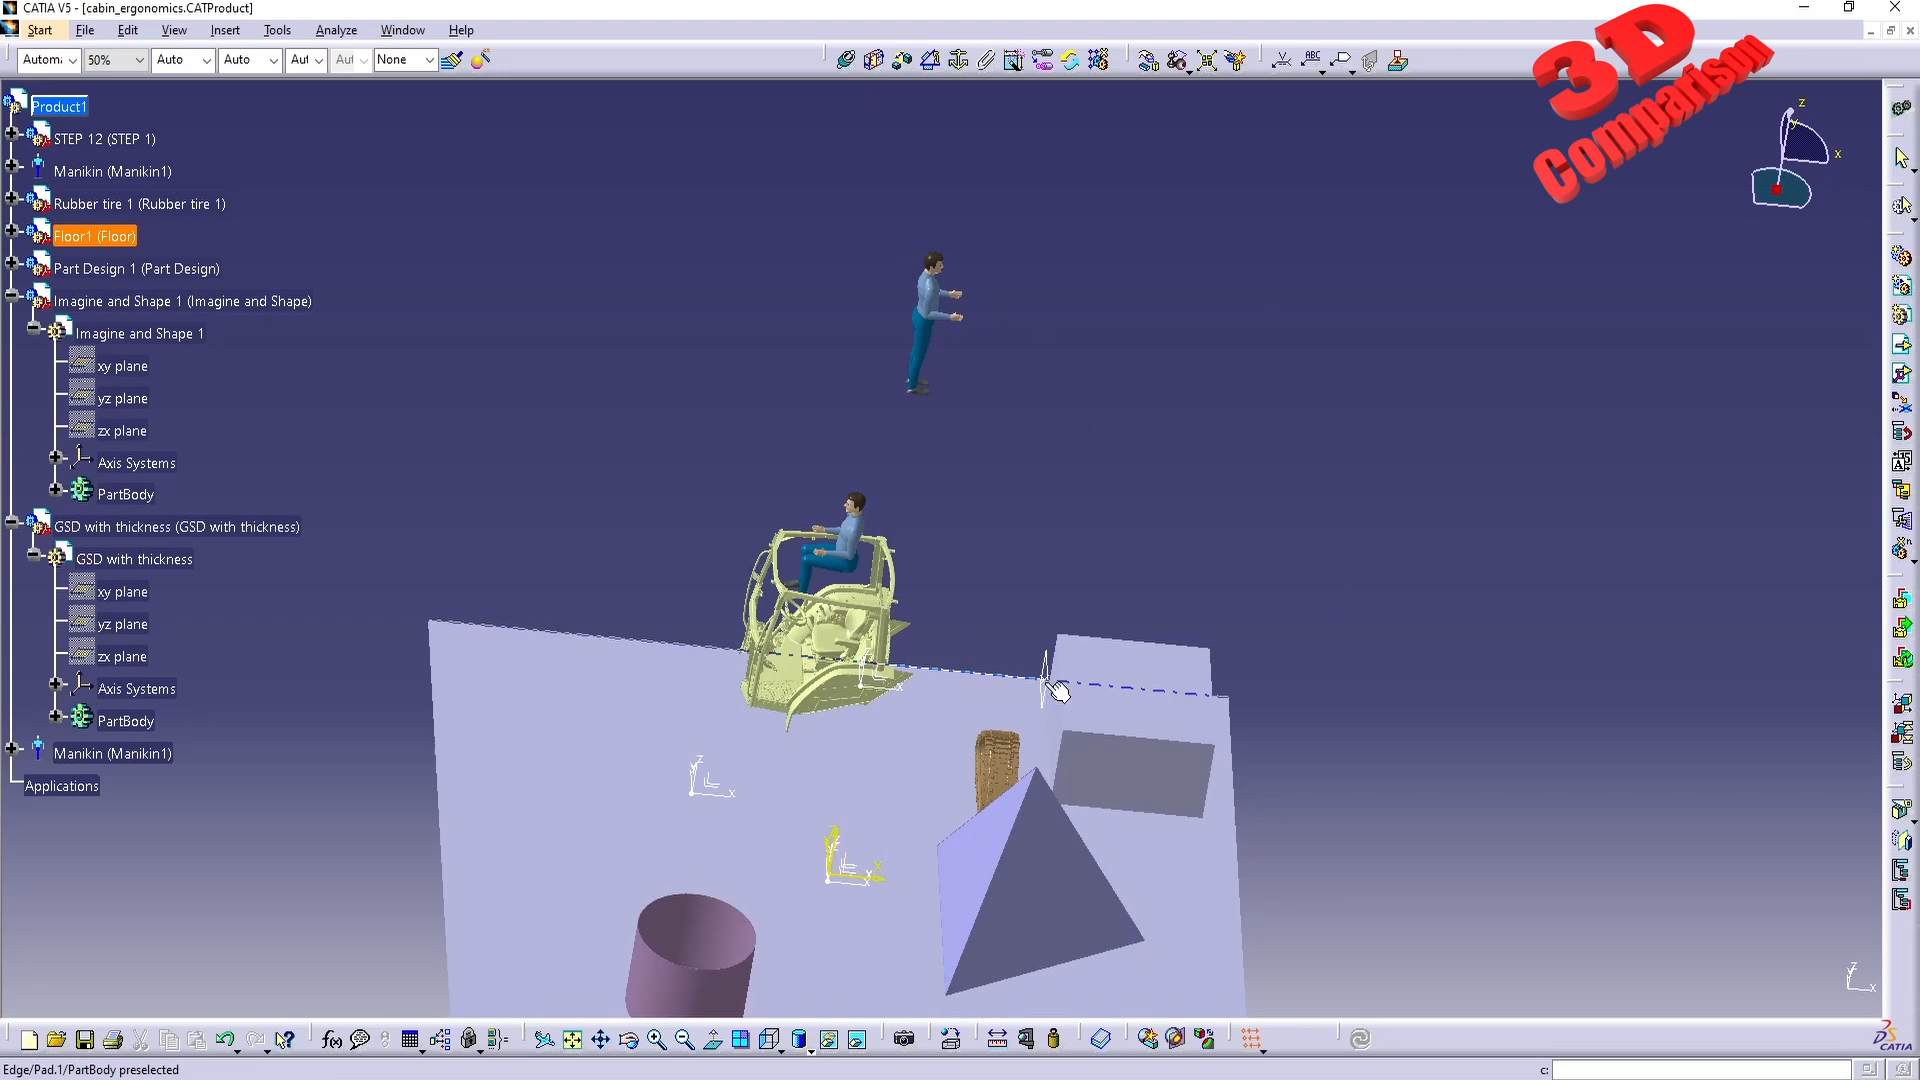 CATIA V5 - [cabin_ergonomics.CATProduct]
Start File Edit View Insert Tools Analyze Window Help
50% Auto Auto None
3D
Comparison
Product1
STEP 12 (STEP 1)
Manikin (Manikin1)
Rubber tire 1 (Rubber tire 1)
Floor1 (Floor)
Part Design 1 (Part Design)
Imagine and Shape 1 (Imagine and Shape)
Imagine and Shape 1
xy plane
yz plane
zx plane
Axis Systems
PartBody
GSD with thickness (GSD with thickness)
GSD with thickness
xy plane
yz plane
zx plane
Axis Systems
PartBody
Manikin (Manikin1)
Applications
z
y
x
CATIA
Edge/Pad.1/PartBody preselected
c: